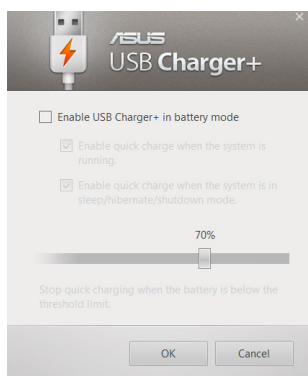 ASUS
USB Charger+
Enable USB Charger+ in battery mode
Enable quick charge when the system is
running.
Enable quick charge when the system is in
sleep/hibernate/shutdown mode.
70%
Stop quick charging when the battery is below the
threshold limit.
OK
Cancel